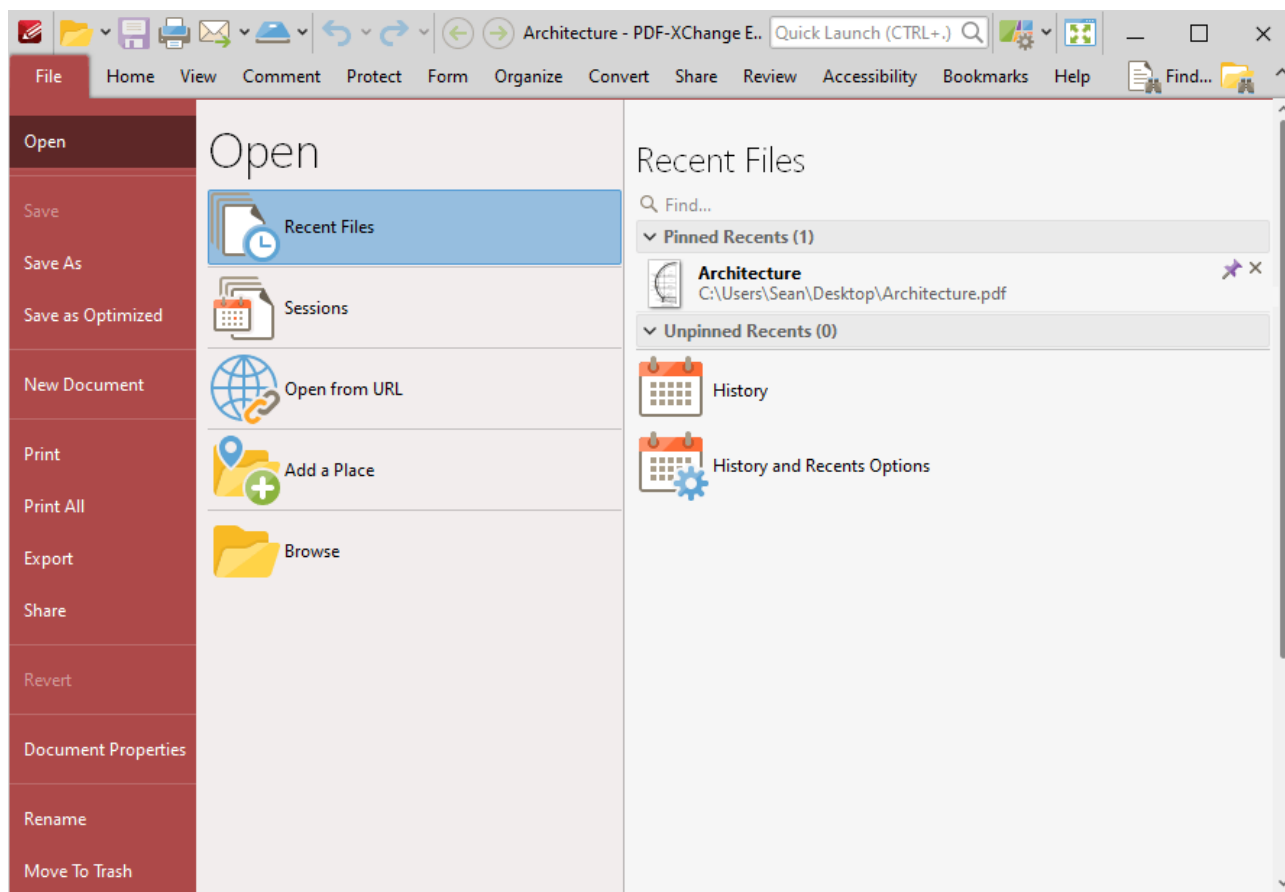 Architecture - PDF-XChange E.. Quick Launch (CTRL+.)
File Home View Comment Protect Form Organize Convert Share Review Accessibility Bookmarks Help Find...
Open
Save
Save As
Save as Optimized
New Document
Print
Print All
Export
Share
Revert
Document Properties
Rename
Move To Trash
Open
Recent Files
Sessions
Open from URL
Add a Place
Browse
Recent Files
Find...
Pinned Recents (1)
Architecture
C:\Users\Sean\Desktop\Architecture.pdf
Unpinned Recents (0)
History
History and Recents Options